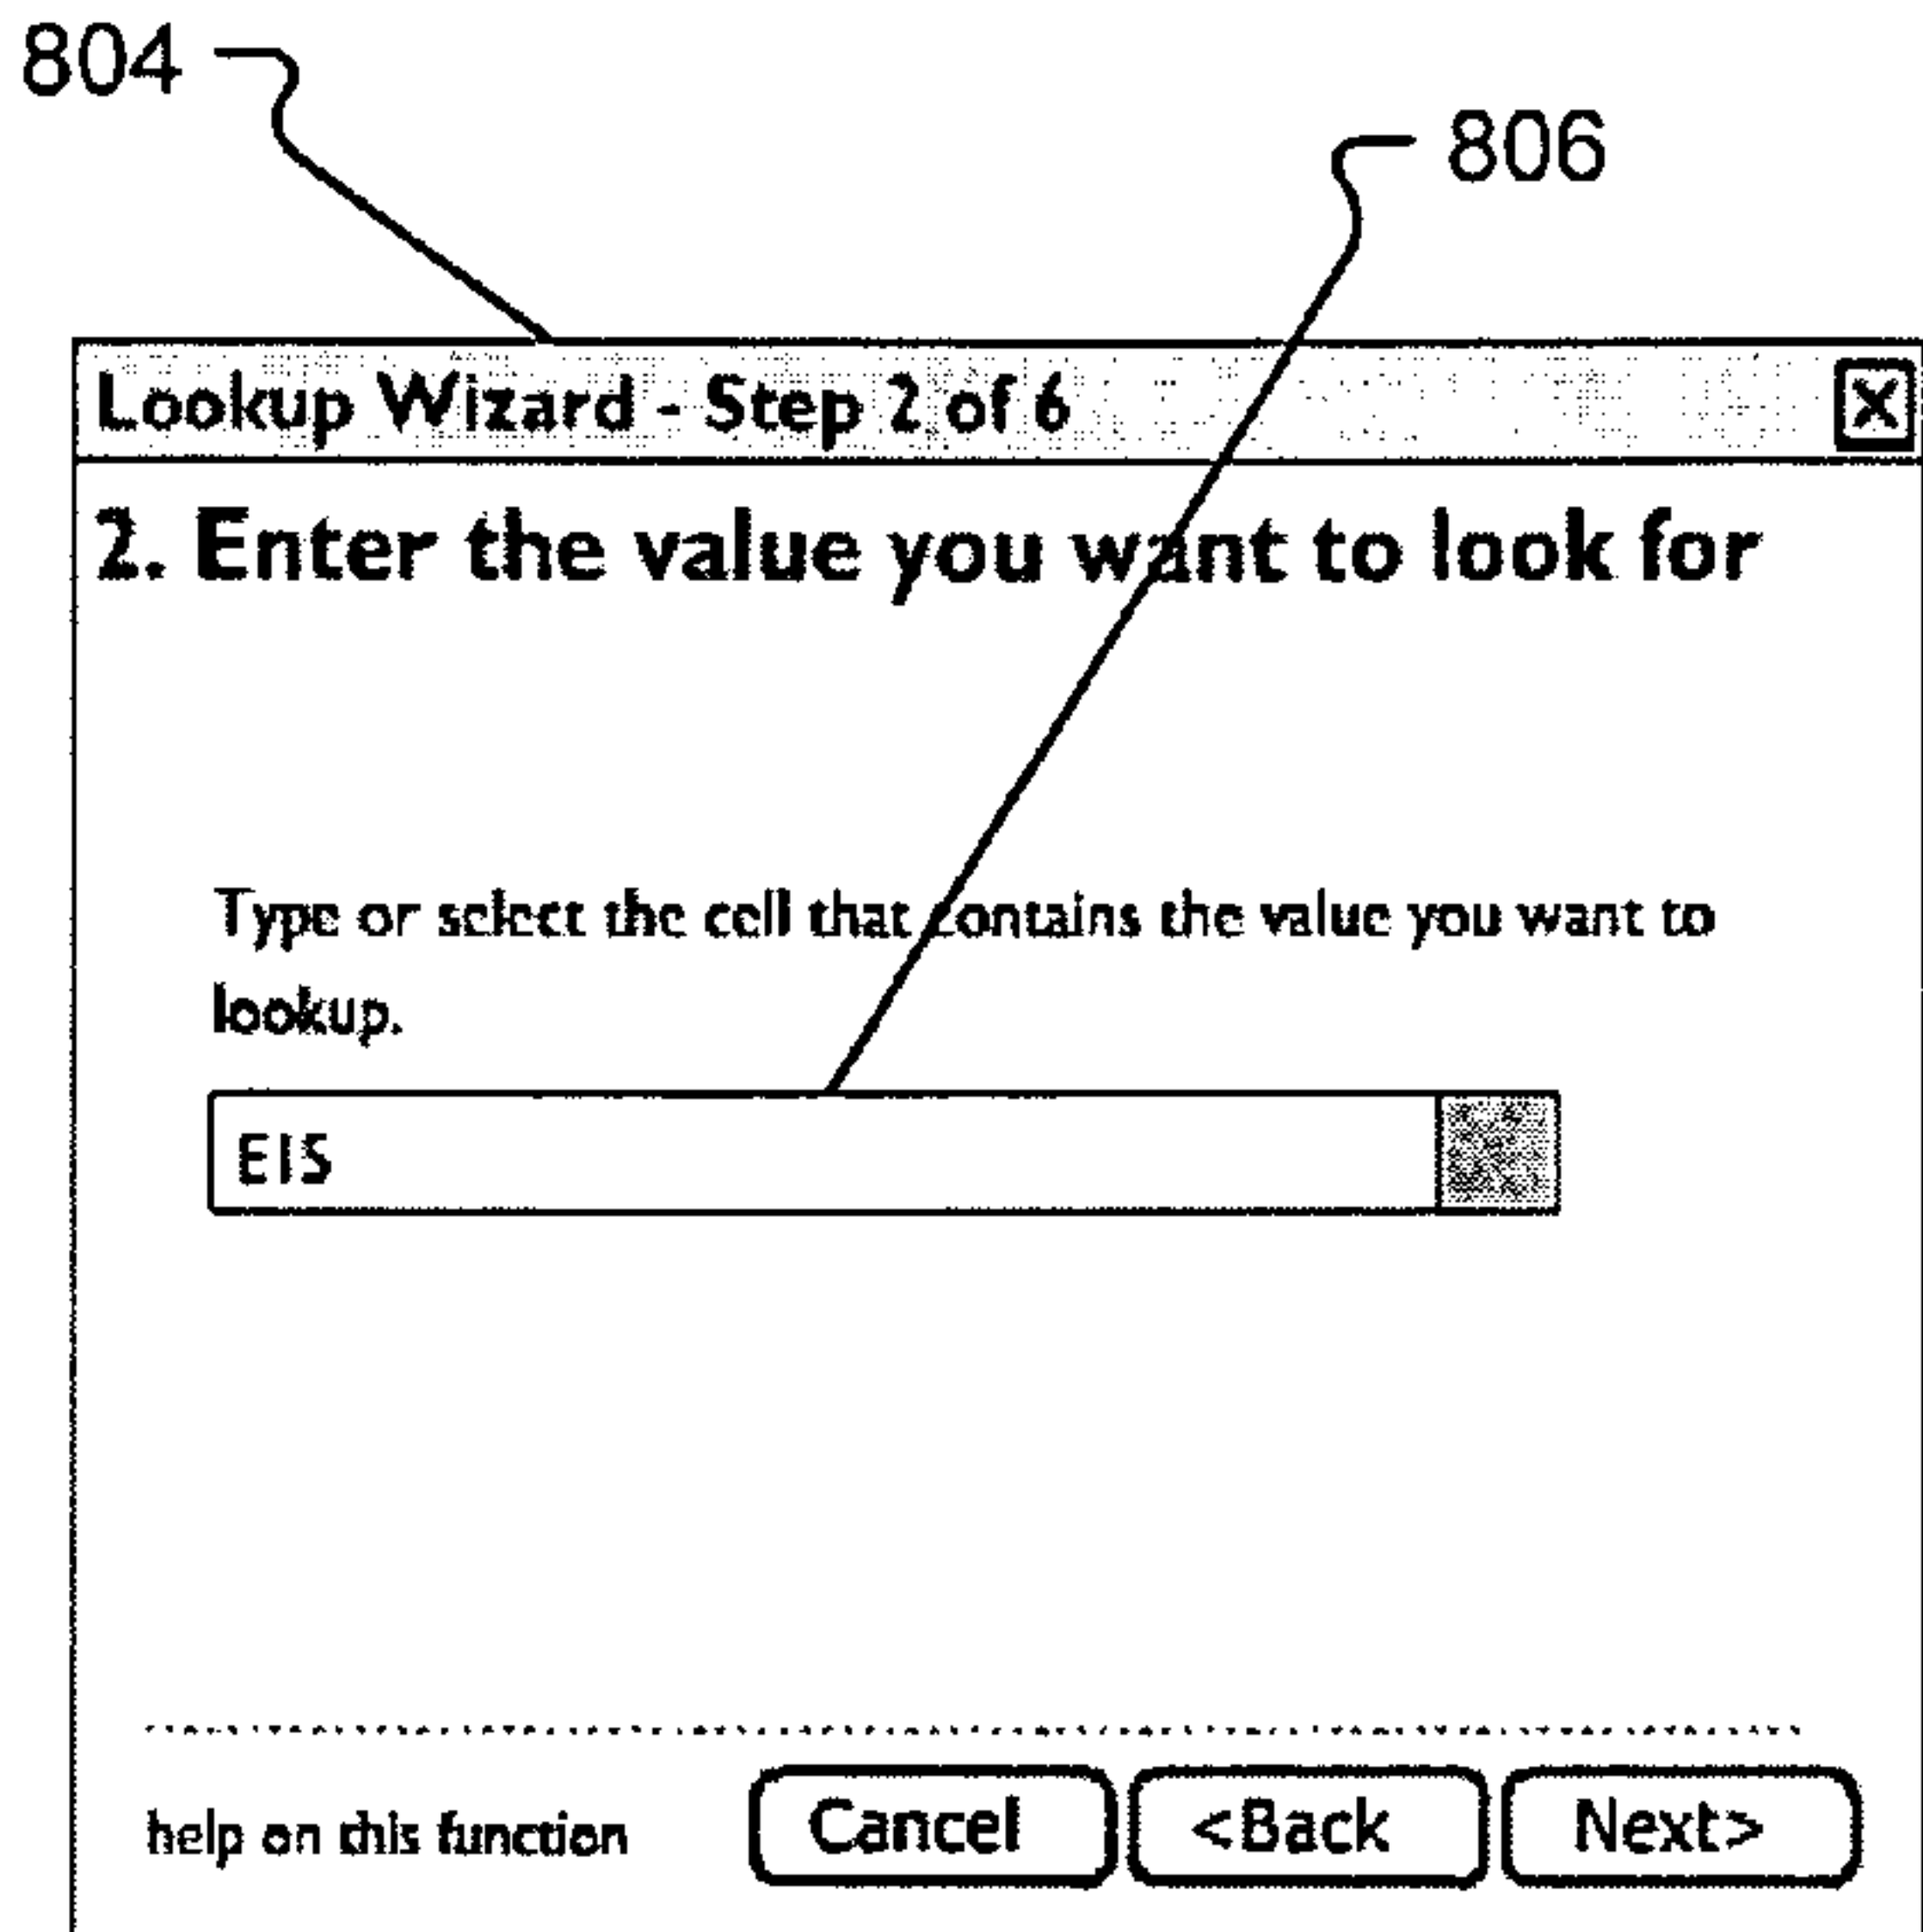 804
806
Lookup Wizard - Step 2 of 6
2. Enter the value you want to look for
Type or select the cell that contains the value you want to
lookup.
E15
help on this function
Cancel
<Back
Next>